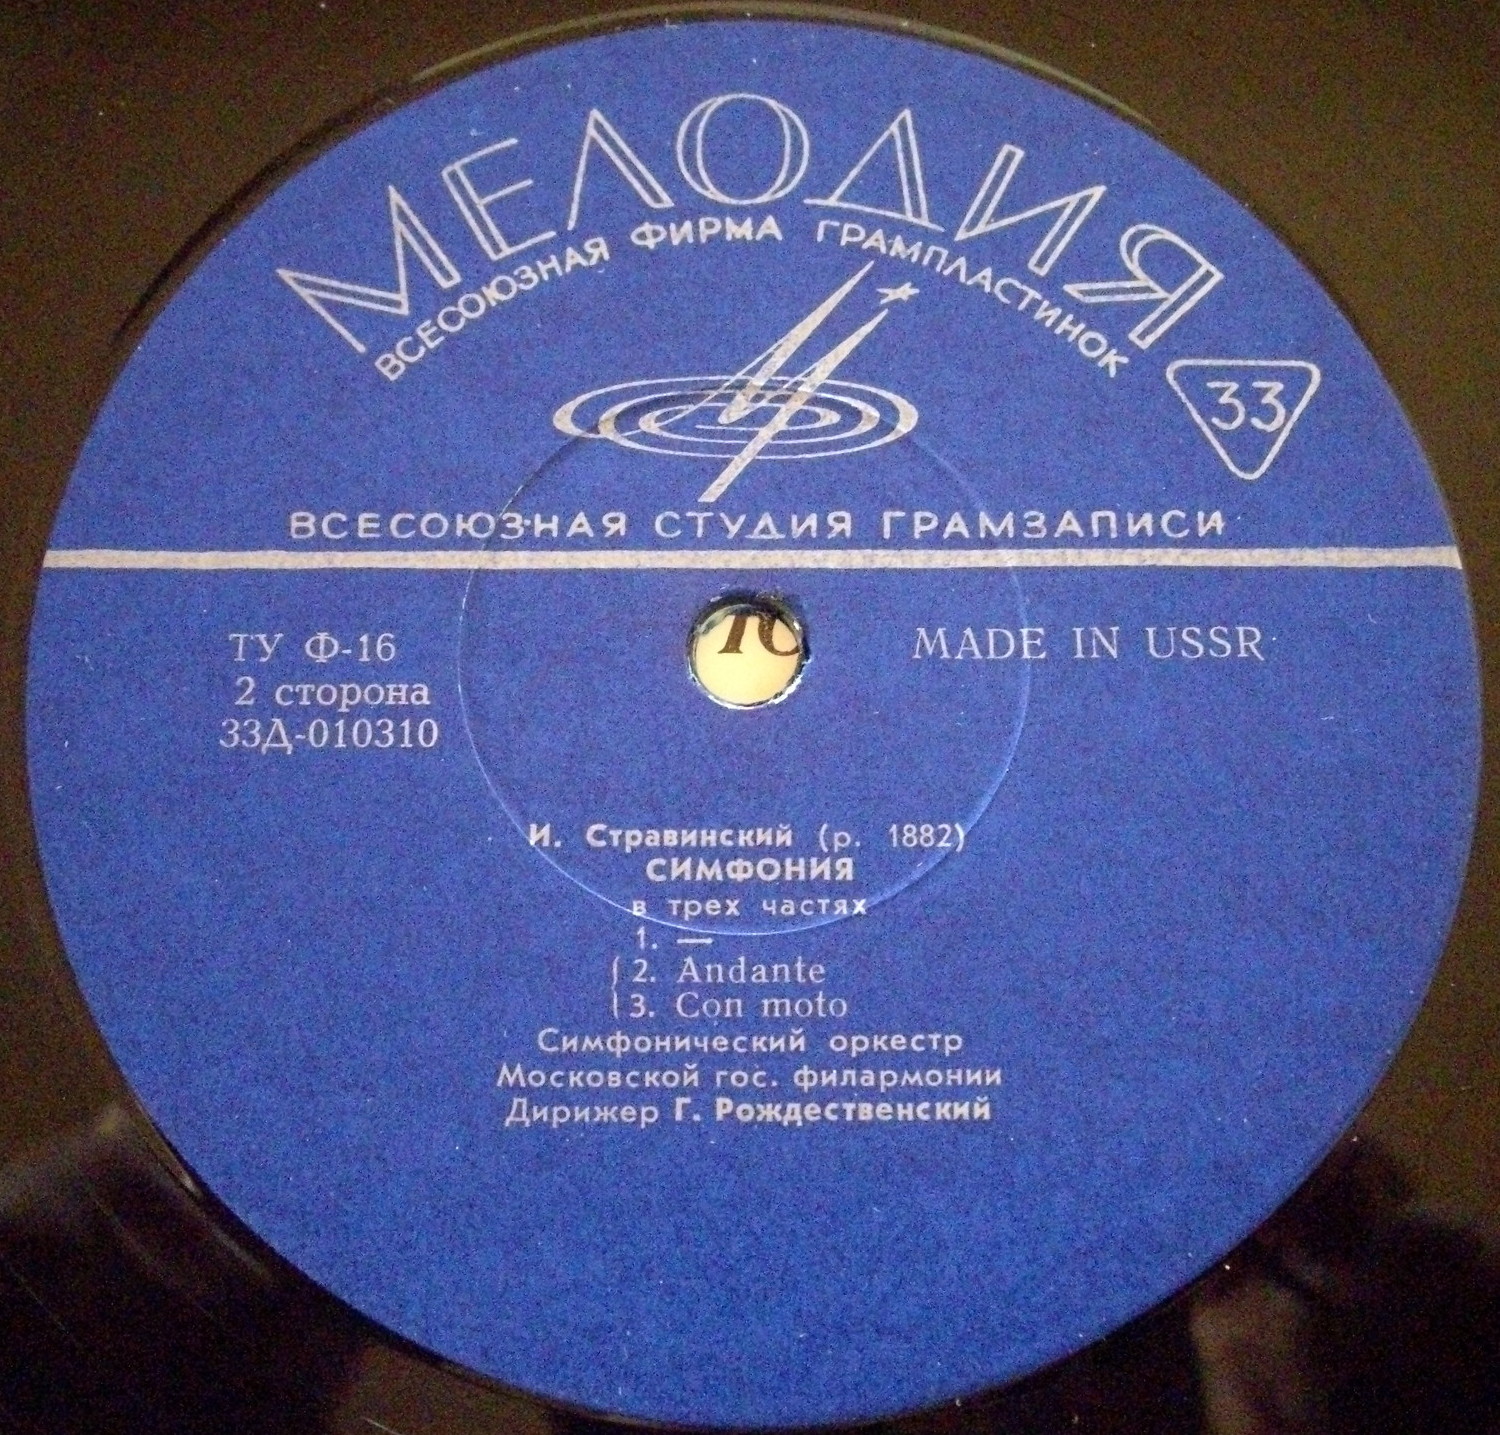 МЕЛОДИЯ
ВСЕСОЮЗНАЯ ФИРМА ГРАМПЛАСТИНОК
33
ВСЕСОЮЗНАЯ СТУДИЯ ГРАМЗАПИСИ
ТУ Ф-16
2 сторона
33Д-010310
MADE IN USSR
И. Стравинский (р. 1882)
СИМФОНИЯ
в трех частях
1. —
2. Andante
3. Con moto
Симфонический оркестр
Московской гос. филармонии
Дирижер Г. Рождественский